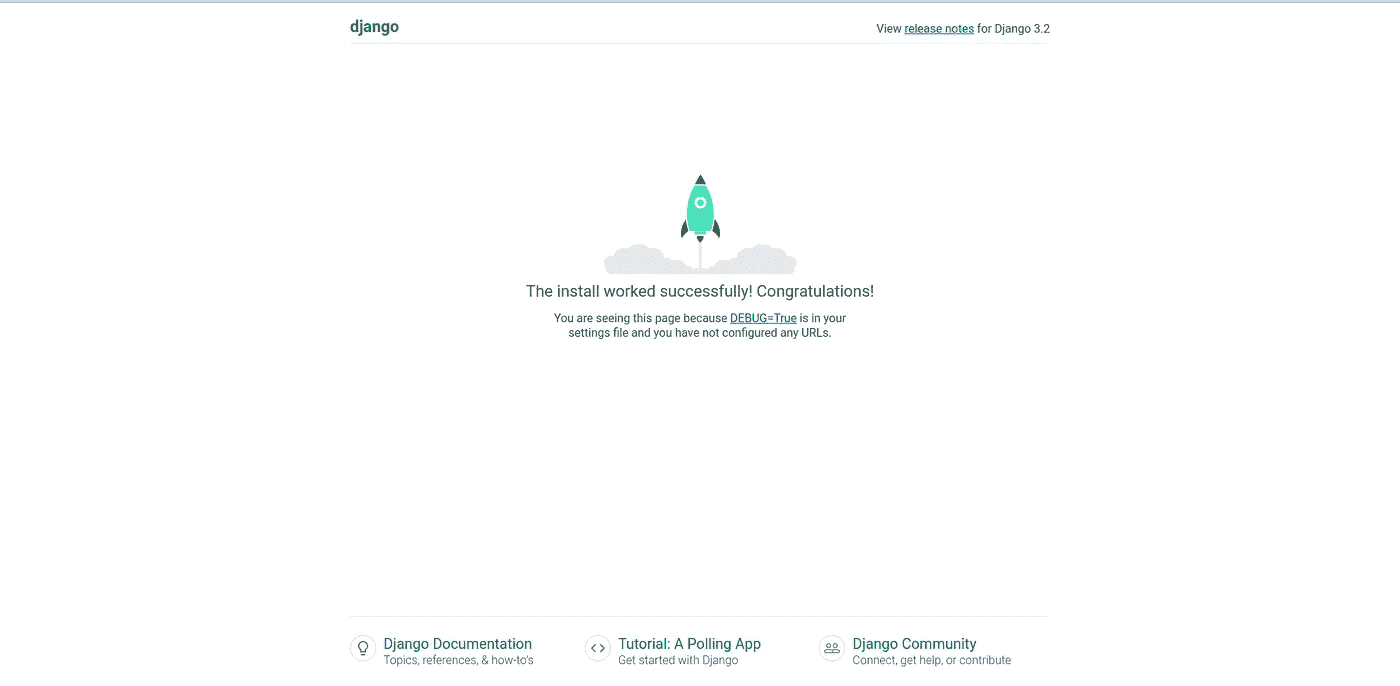 django
View release notes for Django 3.2
The install worked successfully! Congratulations!
You are seeing this page because DEBUG=True is in your
settings file and you have not configured any URLs.
Django Documentation
Topics, references, & how-to's
Tutorial: A Polling App
Get started with Django
Django Community
Connect, get help, or contribute